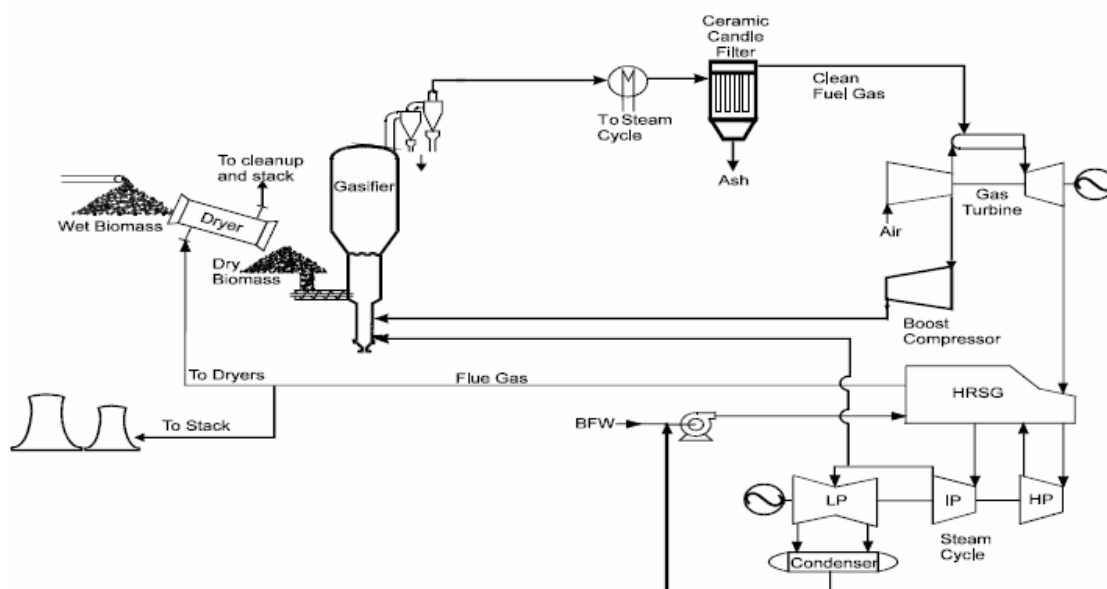 Ceramic
Candle
Filter
Clean
Fuel Gas
To Steam
Cycle
Ash
To cleanup
and stack
Gasifier
Wet Biomass
Dryer
Dry
Biomass
Gas
Turbine
Air
Boost
Compressor
To Dryers
Flue Gas
HRSG
To Stack
BFW
LP
IP
HP
Steam
Cycle
Condenser